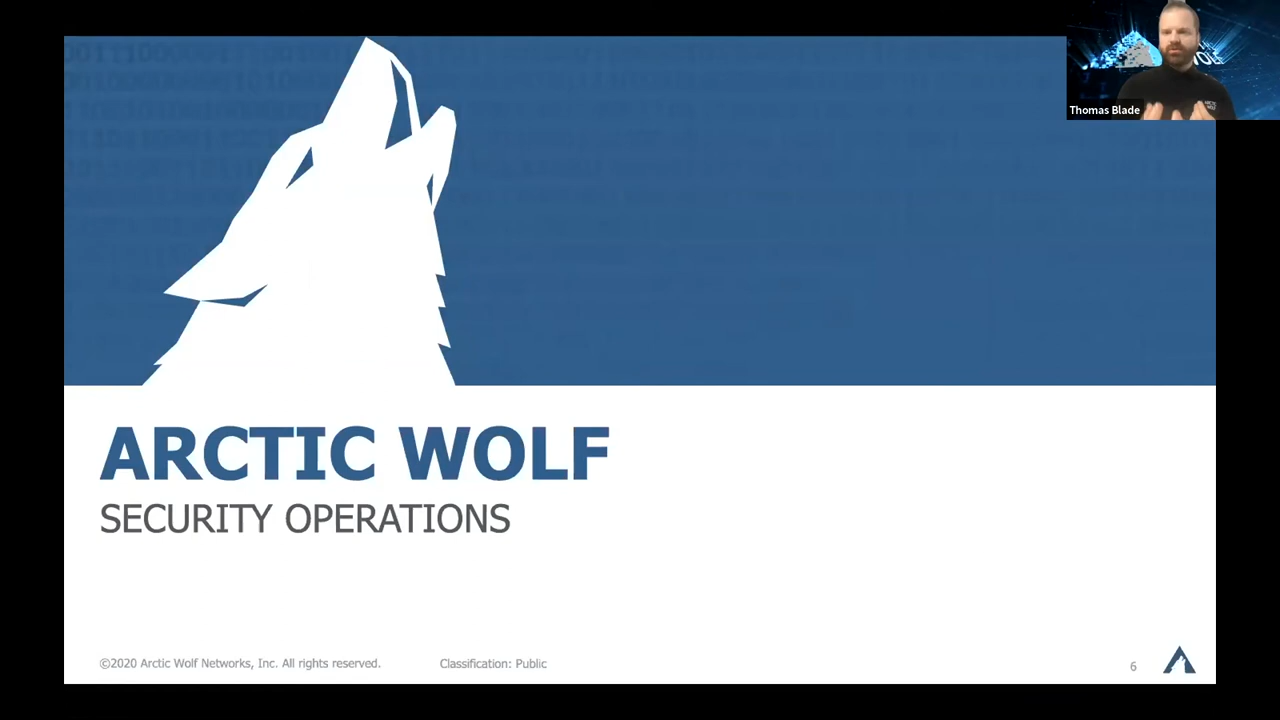 Thomas Blade
ARCTIC WOLF
SECURITY OPERATIONS
©2020 Arctic Wolf Networks, Inc. All rights reserved.
Classification: Public
6